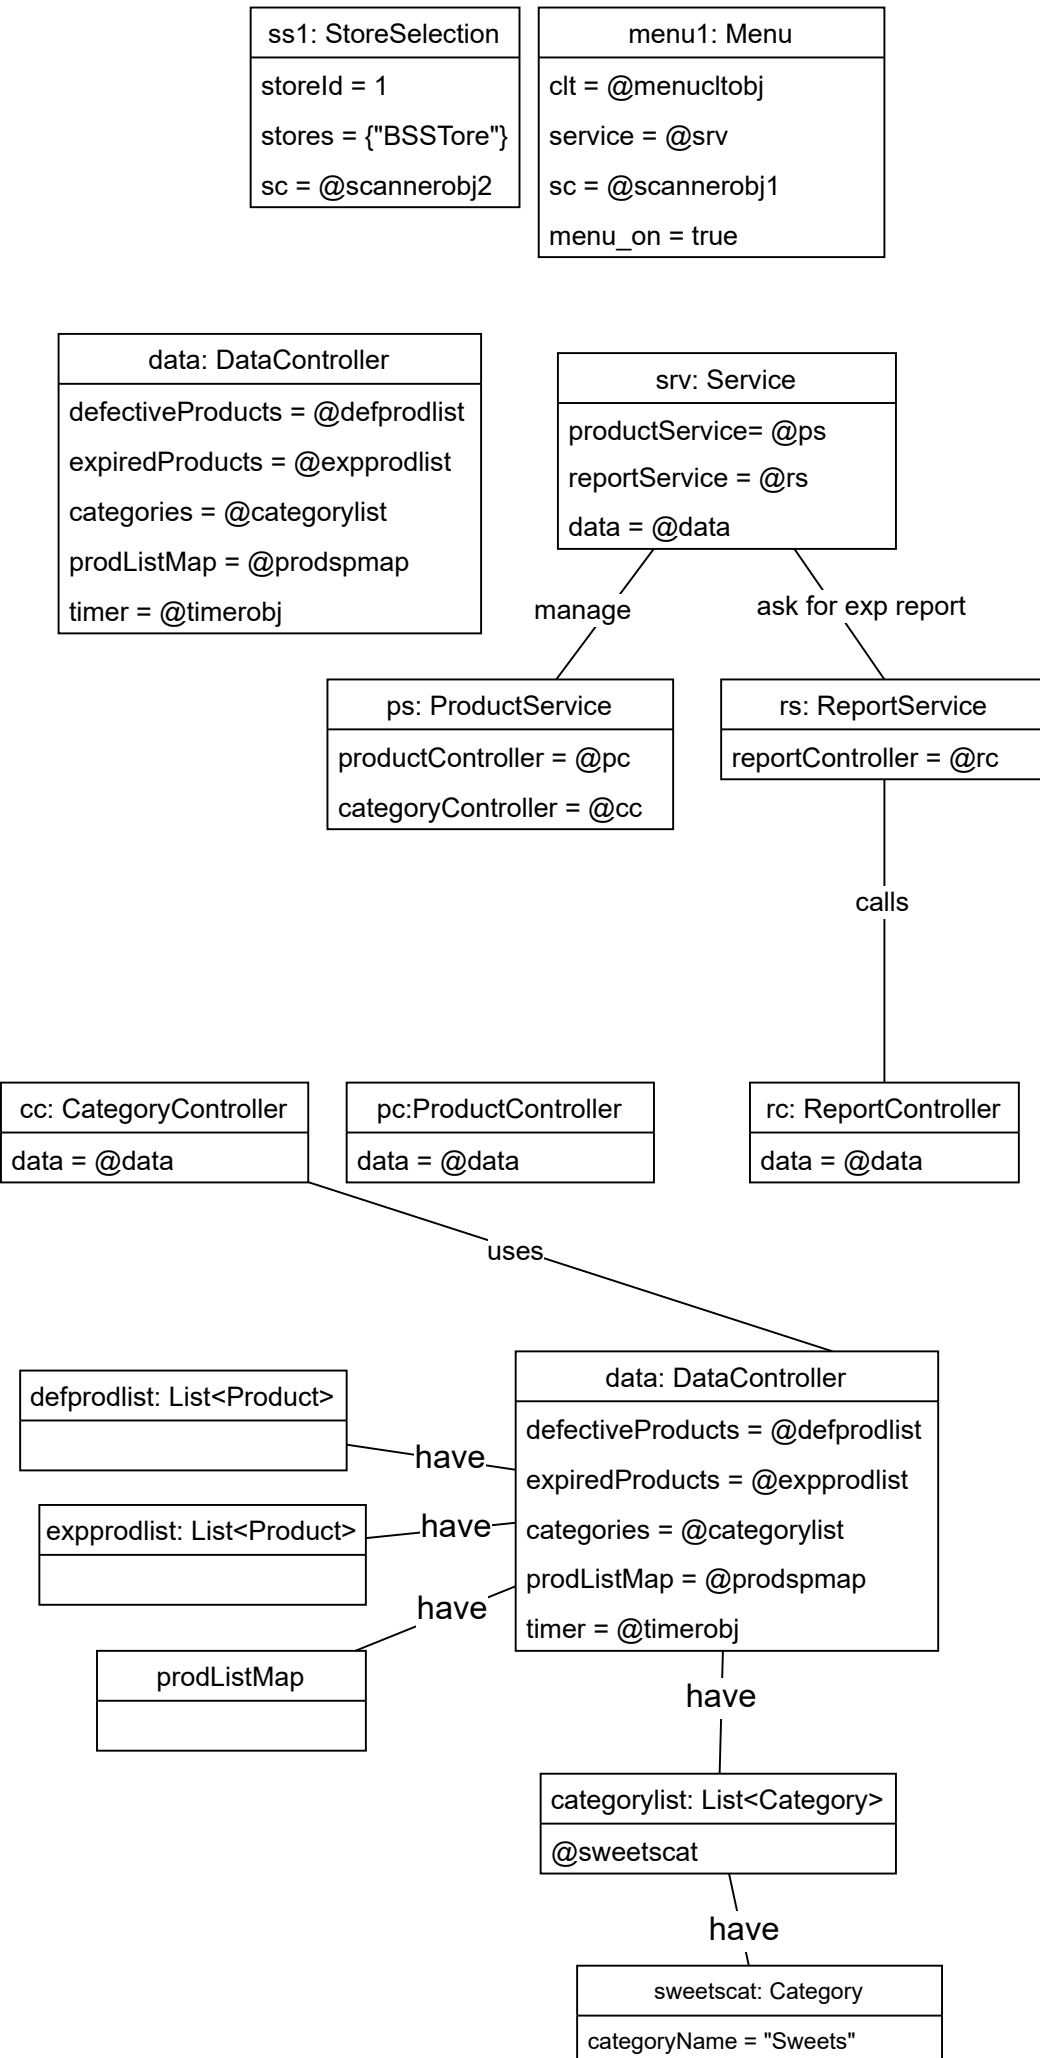 ss1: StoreSelection
storeId = 1
stores = {"BSSTore"}
sc = @scannerobj2
menu1: Menu
clt = @menucltobj
service = @srv
sc = @scannerobj1
menu_on = true
data: DataController
defectiveProducts = @defprodlist
expiredProducts = @expprodlist
categories = @categorylist
prodListMap = @prodspmap
timer = @timerobj
srv: Service
productService= @ps
reportService = @rs
data = @data
manage
ask for exp report
ps: ProductService
productController = @pc
categoryController = @cc
rs: ReportService
reportController = @rc
calls
cc: CategoryController
data = @data
pc:ProductController
data = @data
rc: ReportController
data = @data
uses
defprodlist: List<Product>
have
expprodlist: List<Product>
have
have
prodListMap
data: DataController
defectiveProducts = @defprodlist
expiredProducts = @expprodlist
categories = @categorylist
prodListMap = @prodspmap
timer = @timerobj
have
categorylist: List<Category>
@sweetscat
have
sweetscat: Category
categoryName = "Sweets"